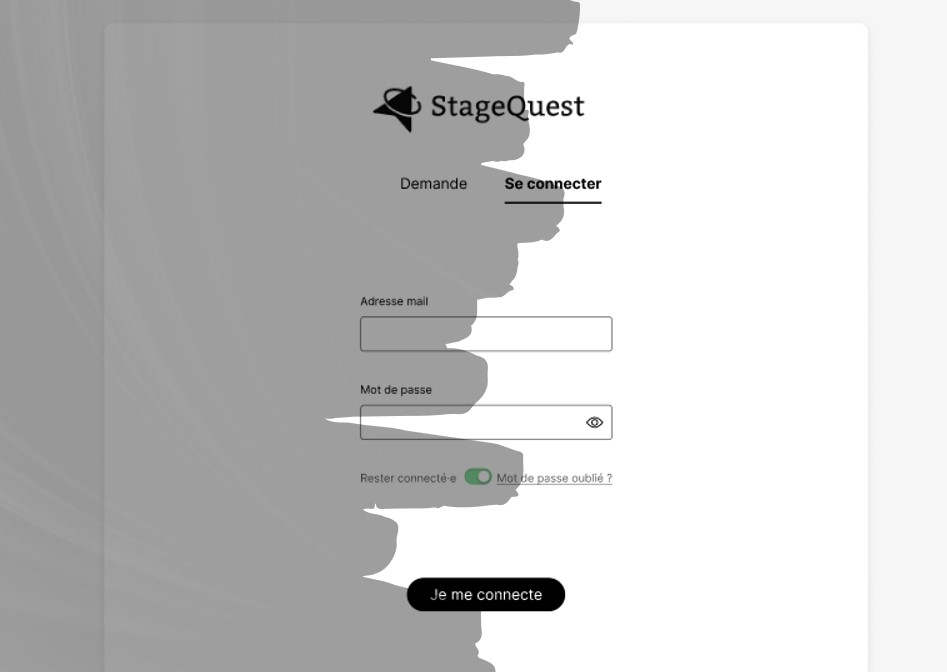 StageQuest
Demande Se connecter
Adresse mail
Mot de passe
Rester connecté·e Mot de passe oublié ?
Je me connecte